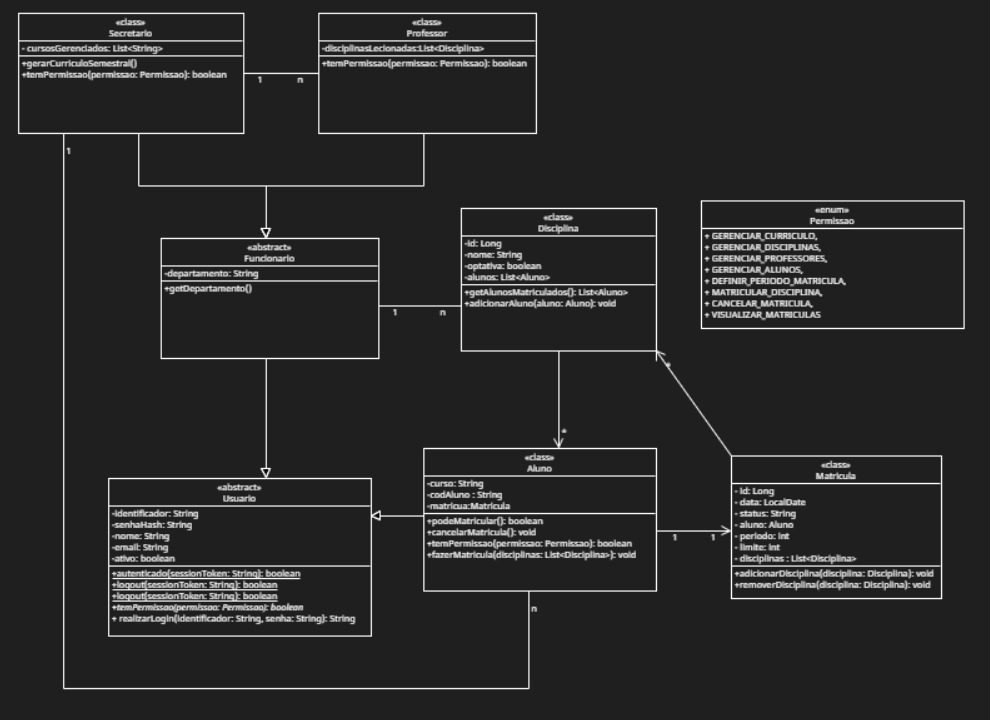 «class»
Secretario
- cursosGerenciados: List<String>
+gerarCurriculoSemestral()
+temPermissao(permissao: Permissao): boolean
«class»
Professor
-disciplinasLecionadas:List<Disciplina>
+temPermissao(permissao: Permissao): boolean
1
n
1
«abstract»
Funcionario
-departamento: String
+getDepartamento()
1
n
«class»
Disciplina
-id: Long
-nome: String
-optativa: boolean
-alunos: List<Aluno>
+getAlunosMatriculados(): List<Aluno>
+adicionarAluno(aluno: Aluno): void
«enum»
Permissao
+ GERENCIAR_CURRICULO,
+ GERENCIAR_DISCIPLINAS,
+ GERENCIAR_PROFESSORES,
+ GERENCIAR_ALUNOS,
+ DEFINIR_PERIODO_MATRICULA,
+ MATRICULAR_DISCIPLINA,
+ CANCELAR_MATRICULA,
+ VISUALIZAR_MATRICULAS
*
*
«abstract»
Usuario
-identificador: String
-senhaHash: String
-nome: String
-email: String
-ativo: boolean
+autenticado(sessionToken: String): boolean
+logout(sessionToken: String): boolean
+logout(sessionToken: String): boolean
+temPermissao(permissao: Permissao): boolean
+ realizarLogin(identificador: String, senha: String): String
«class»
Aluno
-curso: String
-codAluno : String
-matricua:Matricula
+podeMatricular(): boolean
+cancelarMatricula(): void
+temPermissao(permissao: Permissao): boolean
+fazerMatricula(disciplinas: List<Disciplina>): void
1
1
n
«class»
Matricula
- id: Long
- data: LocalDate
- status: String
- aluno: Aluno
- periodo: int
- limite: int
- disciplinas : List<Disciplina>
+adicionarDisciplina(disciplina: Disciplina): void
+removerDisciplina(disciplina: Disciplina): void